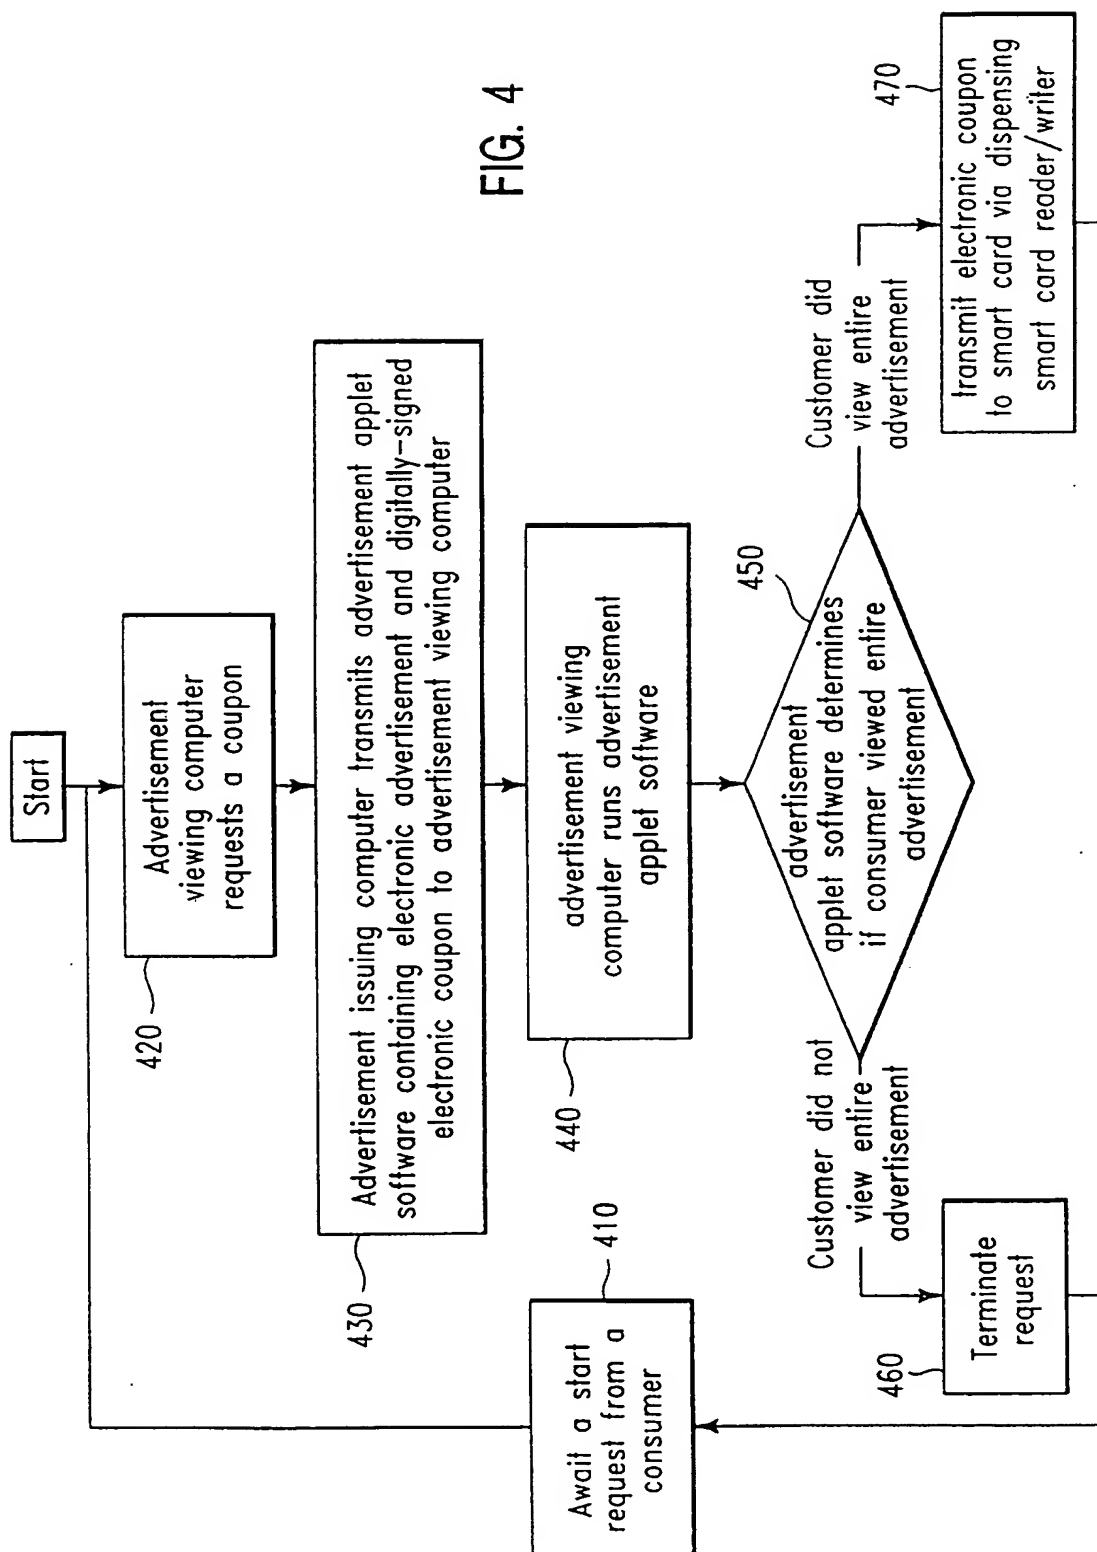 Start
Advertisement
viewing computer
requests a coupon
420
Advertisement issuing computer transmits advertisement applet
software containing electronic advertisement and digitally-signed
electronic coupon to advertisement viewing computer
430
advertisement viewing
computer runs advertisement
applet software
440
Await a start
request from a
consumer
410
advertisement
applet software determines
if consumer viewed entire
advertisement
450
Customer did not
view entire
advertisement
Customer did
view entire
advertisement
Terminate
request
460
transmit electronic coupon
to smart card via dispensing
smart card reader/writer
470
FIG. 4